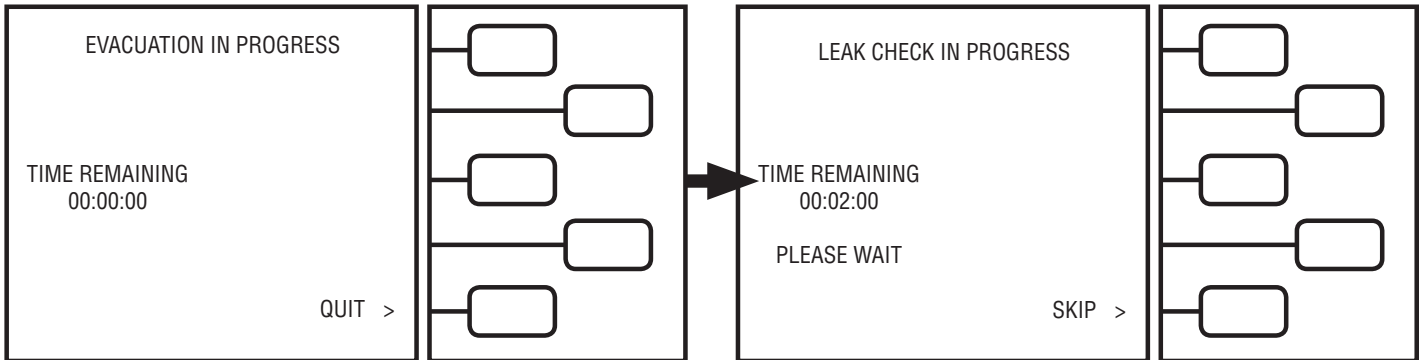 EVACUATION IN PROGRESS
TIME REMAINING
00:00:00
QUIT >
LEAK CHECK IN PROGRESS
TIME REMAINING
00:02:00
PLEASE WAIT
SKIP >